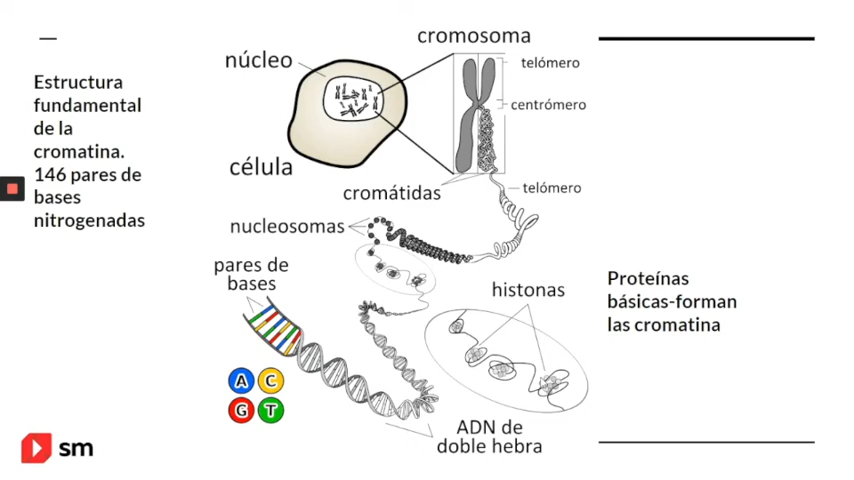 cromosoma
núcleo
telómero
centrómero
célula
cromátidas
telómero
Estructura
fundamental
de la
cromatina.
146 pares de
bases
nitrogenadas
nucleosomas
pares de
bases
histonas
Proteínas
básicas-forman
las cromatina
A C
G T
ADN de
doble hebra
sm